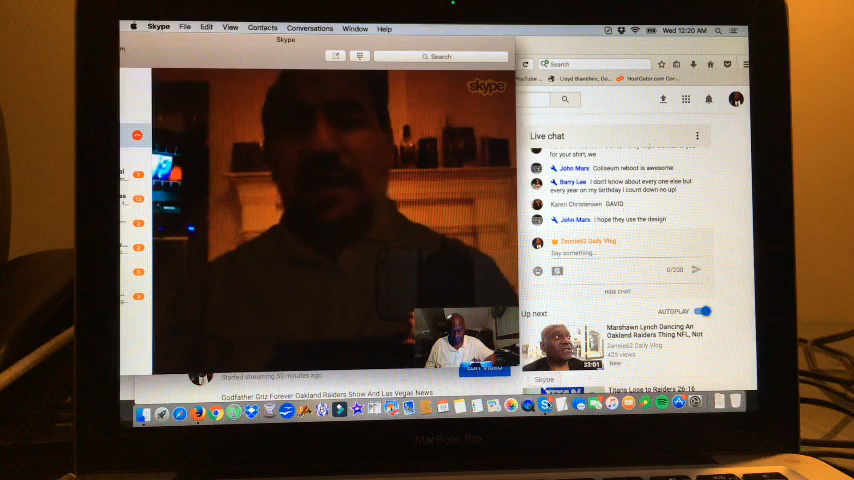 Skype File Edit View Contacts Conversations Window Help
Wed 12:20 AM
Skype
Search
Search
skype
YouTube ... Lloyd Blankfein, Go... HostGator.com Con...
Live chat
for your shirt, we
John Marx Coliseum reboot is awesome
Barry Lee I don't know about every one else but
every year on my birthday i count down no up!
Karen Christensen DAVID
John Marx I hope they use the design
Zennie62 Daily Vlog
Say something...
0/200
HIDE CHAT
Up next
AUTOPLAY
Marshawn Lynch Dancing An
Oakland Raiders Thing NFL, Not
Zennie62 Daily Vlog
429 views
New
33:01
Skype
EDIT VIDEO
Started streaming 50 minutes ago
TITAN
Titans Lose to Raiders 26-16
Godfather Griz Forever Oakland Raiders Show And Las Vegas News
MacBook Pro